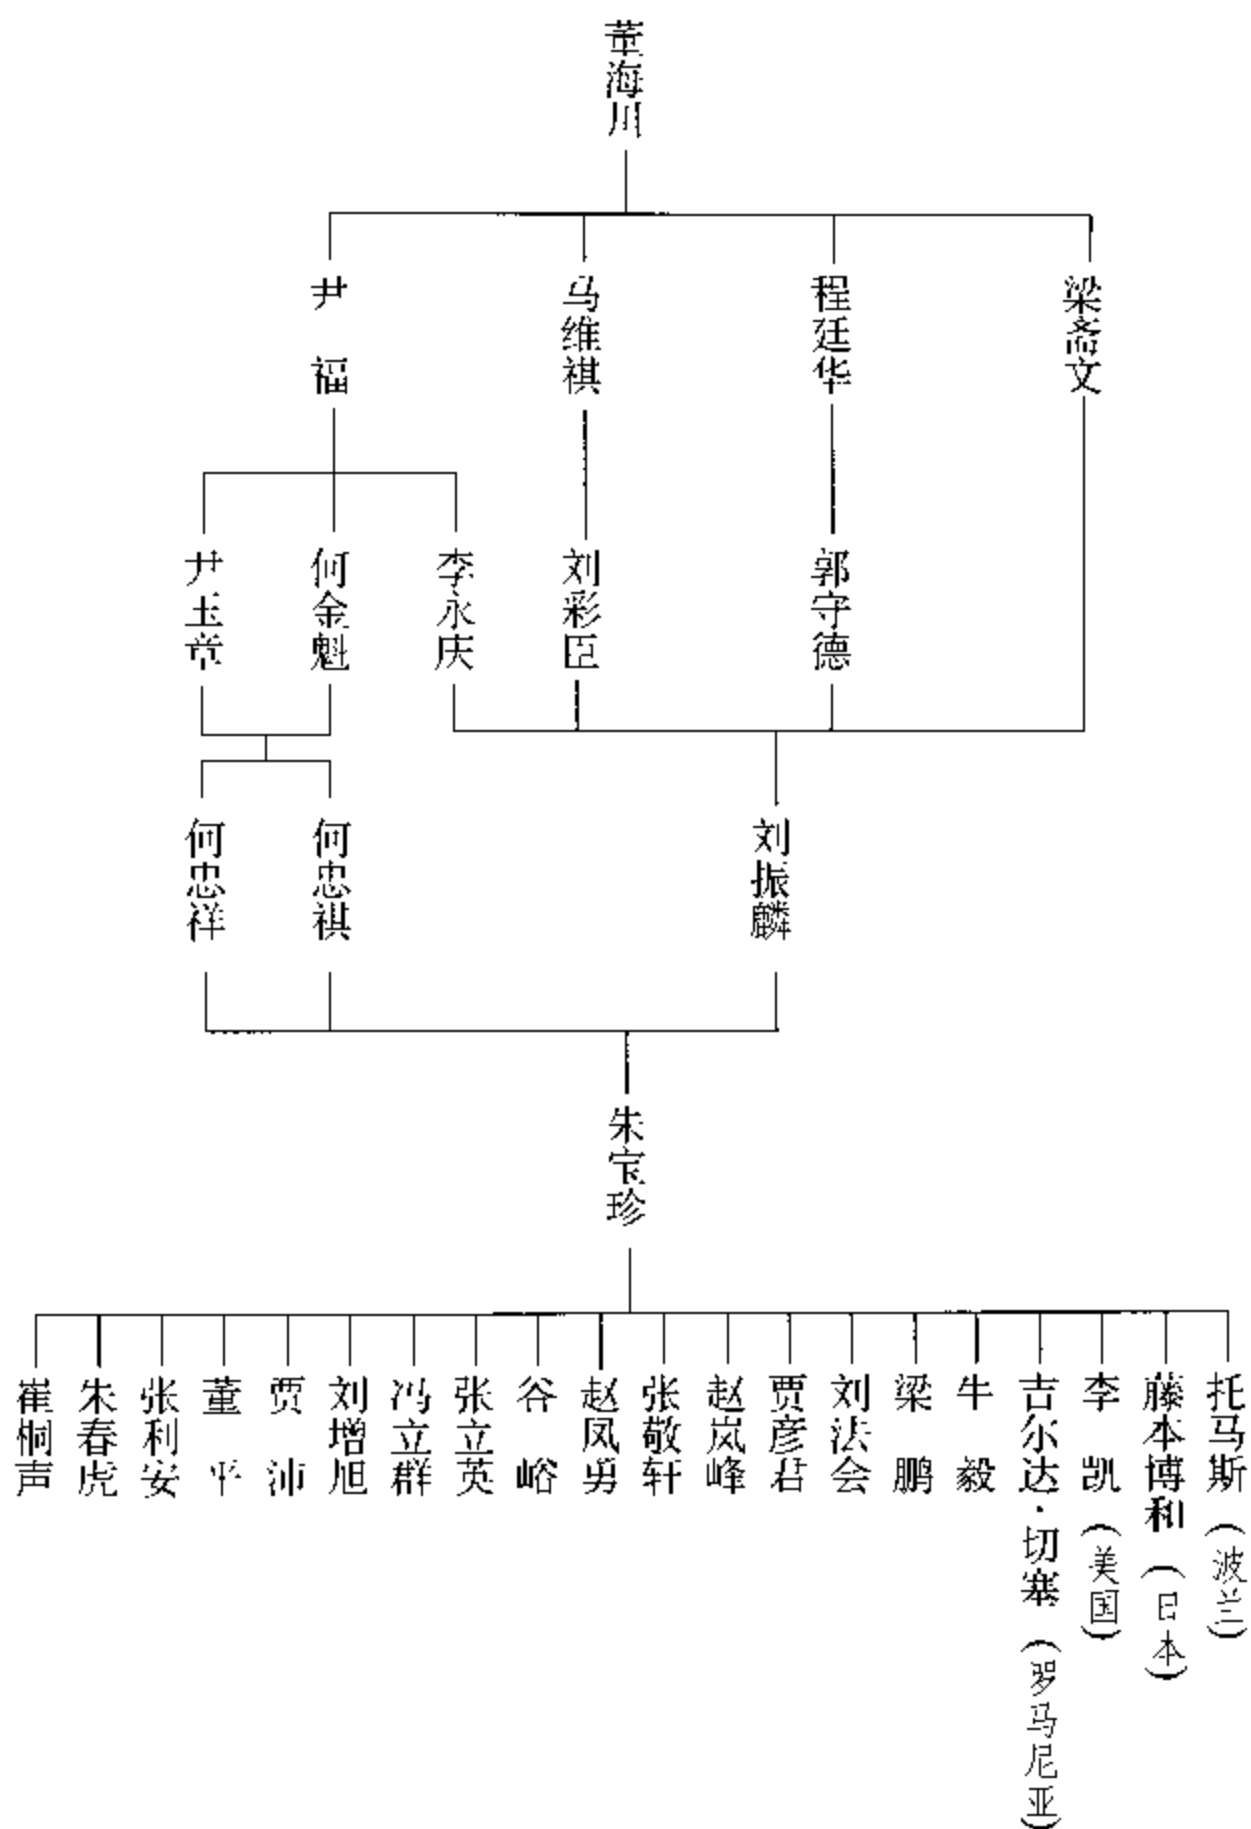 董海川
尹福
马维祺
程廷华
梁斋文
尹玉章
何金魁
李永庆
刘彩臣
郭守德
何忠祥
何忠祺
刘振麟
朱宝珍
崔桐声
朱春虎
张利安
董平
贾沛
刘增旭
冯立群
张立英
谷峪
赵凤勇
张敬轩
赵岚峰
贾彦君
刘法会
梁鹏
牛毅
吉尔达·切塞(罗马尼亚)
李凯(美国)
藤本博和(日本)
托马斯(波兰)